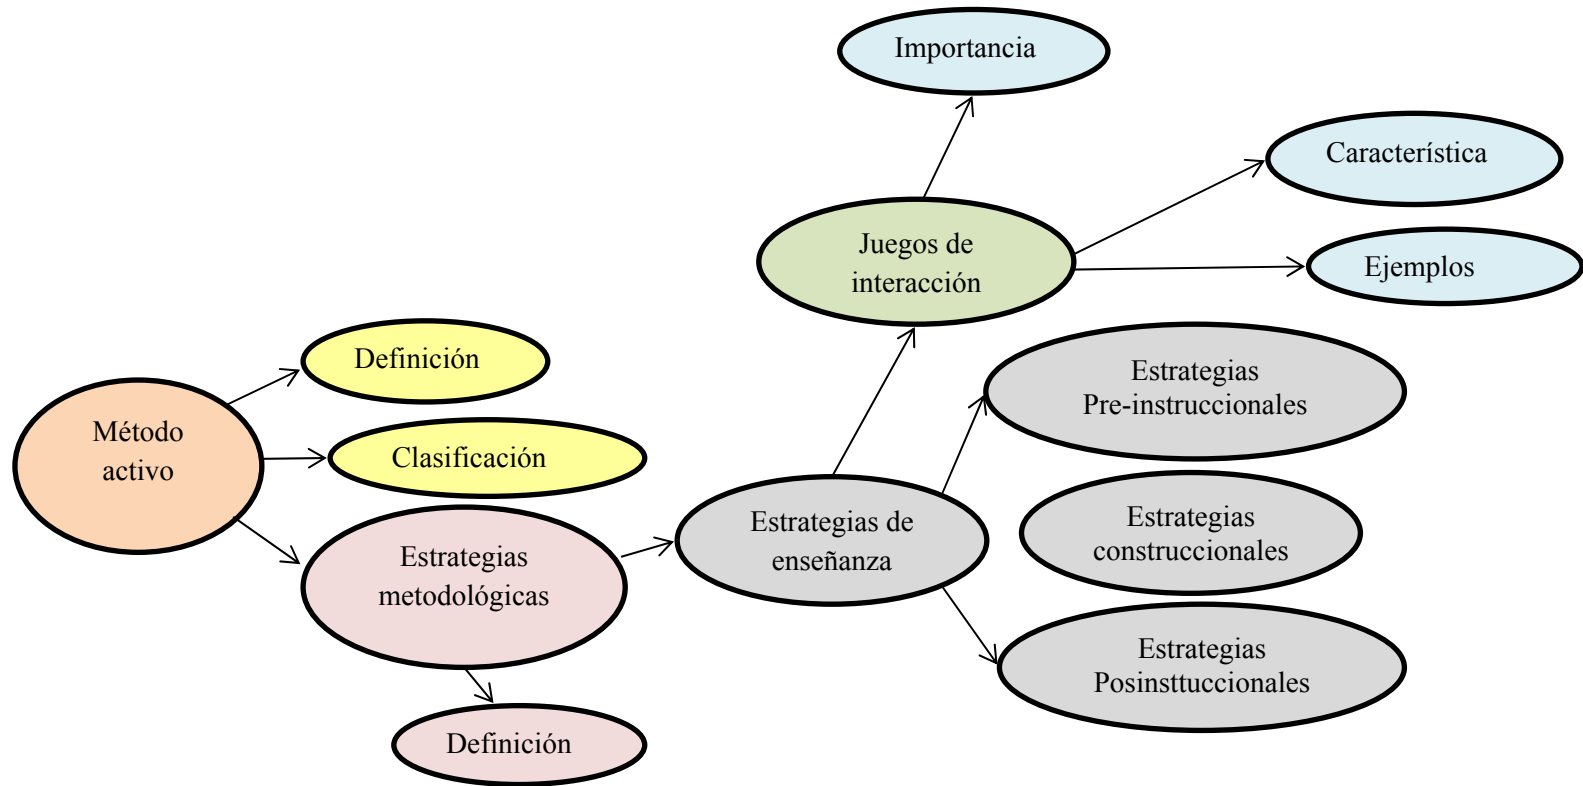 Importancia
Característica
Juegos de
interacción
Ejemplos
Definición
Estrategias
Pre-instruccionales
Método
activo
Clasificación
Estrategias de
enseñanza
Estrategias
construccionales
Estrategias
metodológicas
Estrategias
Posinsttuccionales
Definición